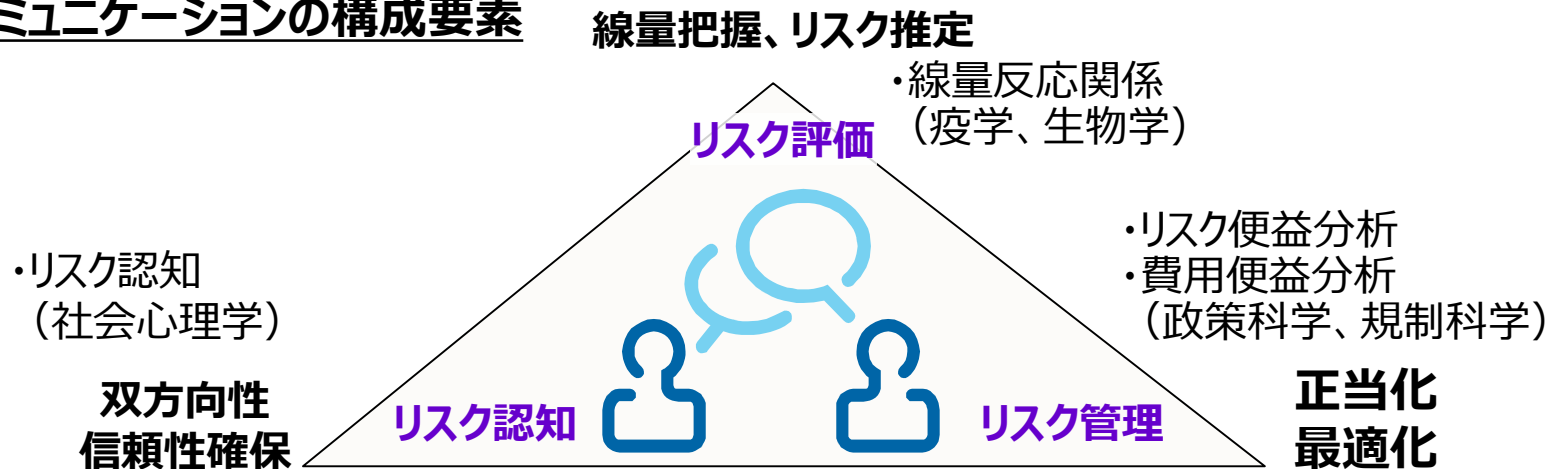 ミュニケーションの構成要素
線量把握、リスク推定
・線量反応関係
（疫学、生物学）
リスク評価
・リスク便益分析
・費用便益分析
（政策科学、規制科学）
・リスク認知
（社会心理学）
双方向性
信頼性確保
リスク認知
リスク管理
正当化
最適化